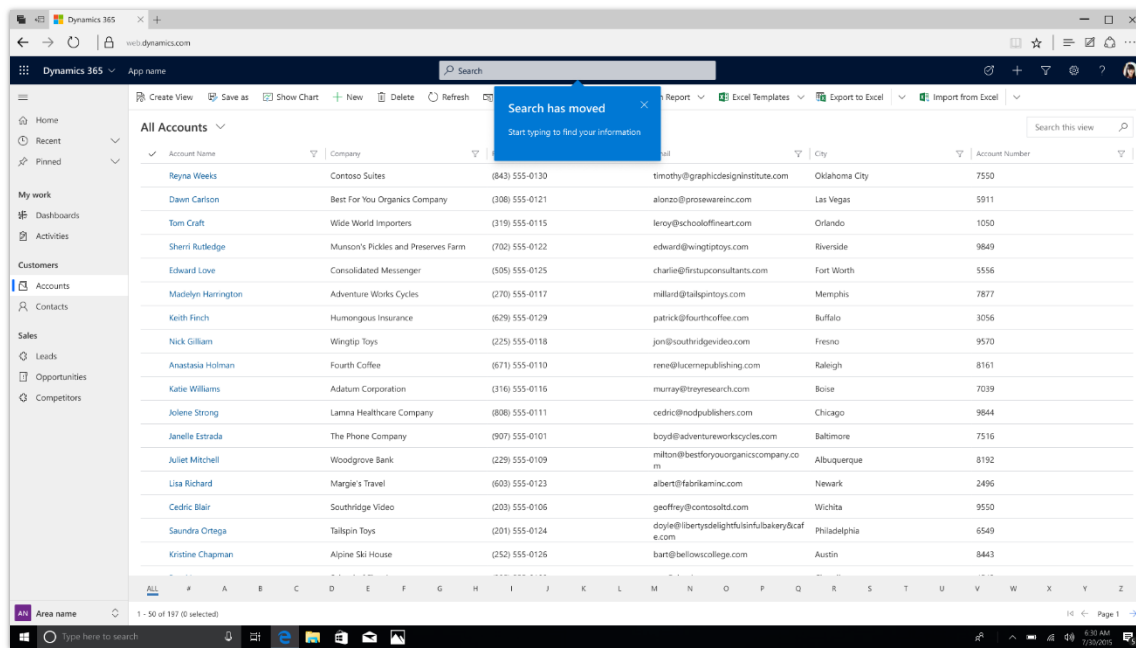 Dynamics 365
web.dynamics.com
Dynamics 365 App name Search
Create View Save as Show Chart New Delete Refresh Report Excel Templates Export to Excel Import from Excel
Search has moved
Start typing to find your information
Home
Recent
Pinned
My work
Dashboards
Activities
Customers
Accounts
Contacts
Sales
Leads
Opportunities
Competitors
AN Area name
All Accounts Search this view
Account Name Company City Account Number
Reyna Weeks Contoso Suites (843) 555-0130 timothy@graphicdesigninstitute.com Oklahoma City 7550
Dawn Carlson Best For You Organics Company (308) 555-0121 alonzo@prosewareinc.com Las Vegas 5911
Tom Craft Wide World Importers (319) 555-0115 leroy@schooloffineart.com Orlando 1050
Sherri Rutledge Munson's Pickles and Preserves Farm (702) 555-0122 edward@wingtiptoys.com Riverside 9849
Edward Love Consolidated Messenger (505) 555-0125 charlie@firstupconsultants.com Fort Worth 5556
Madelyn Harrington Adventure Works Cycles (270) 555-0117 millard@tailspintoys.com Memphis 7877
Keith Finch Humongous Insurance (629) 555-0129 patrick@fourthcoffee.com Buffalo 3056
Nick Gilliam Wingtip Toys (225) 555-0118 jon@southridgevideo.com Fresno 9570
Anastasia Holman Fourth Coffee (671) 555-0110 rene@lucernepublishing.com Raleigh 8161
Katie Williams Adatum Corporation (316) 555-0116 murray@treyresearch.com Boise 7039
Jolene Strong Lamna Healthcare Company (808) 555-0111 cedric@nodpublishers.com Chicago 9844
Janelle Estrada The Phone Company (907) 555-0101 boyd@adventureworkscycles.com Baltimore 7516
Juliet Mitchell Woodgrove Bank (229) 555-0109 milton@bestforyouorganicscompany.co Albuquerque 8192
m
Lisa Richard Margie's Travel (603) 555-0123 albert@fabrikaminc.com Newark 2496
Cedric Blair Southridge Video (203) 555-0106 geoffrey@contosoltd.com Wichita 9550
Saundra Ortega Tailspin Toys (201) 555-0124 doyle@libertysdelightfulsinfulbakery&caf Philadelphia 6549
e.com
Kristine Chapman Alpine Ski House (252) 555-0126 bart@bellowscollege.com Austin 8443
ALL # A B C D E F G H I J K L M N O P Q R S T U V W X Y Z
1 - 50 of 197 (0 selected) Page 1
Type here to search 6:30 AM
7/30/2015